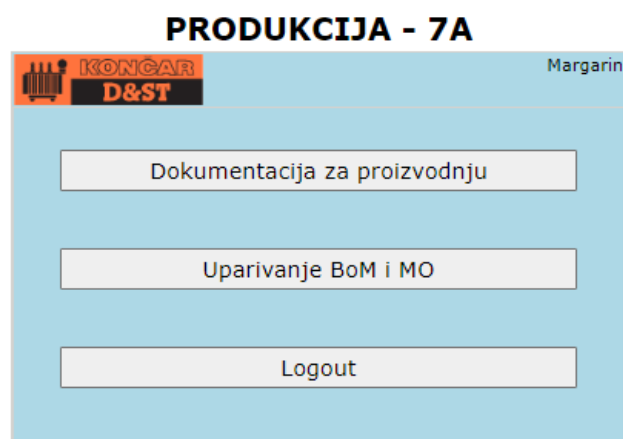 PRODUKCIJA - 7A
KONČAR
D&ST
Margarin
Dokumentacija za proizvodnju
Uparivanje BoM i MO
Logout